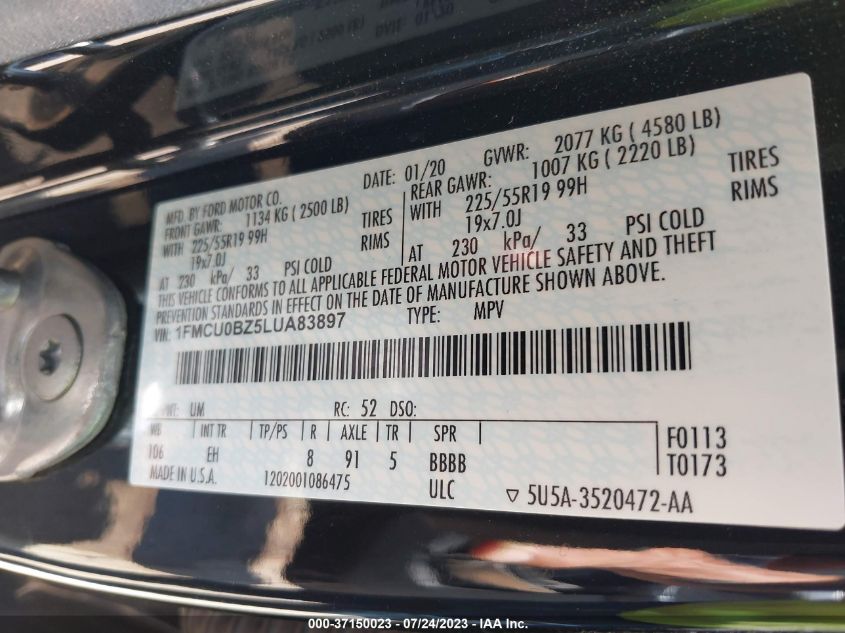 MFD. BY FORD MOTOR CO. DATE: 01/20 GVWR: 2077 KG ( 4580 LB)
FRONT GAWR: 1134 KG ( 2500 LB) REAR GAWR: 1007 KG ( 2220 LB)
WITH 225/55R19 99H TIRES WITH 225/55R19 99H TIRES
19x7.0J RIMS 19x7.0J RIMS
AT 230 kPa/ 33 PSI COLD AT 230 kPa/ 33 PSI COLD
THIS VEHICLE CONFORMS TO ALL APPLICABLE FEDERAL MOTOR VEHICLE SAFETY AND THEFT
PREVENTION STANDARDS IN EFFECT ON THE DATE OF MANUFACTURE SHOWN ABOVE.
VIN: 1FMCU0BZ5LUA83897 TYPE: MPV
PNT: UM RC: 52 DSO:
WB INT TR TP/PS R AXLE TR SPR F0113
106 EH 8 91 5 BBBB T0173
MADE IN U.S.A. 1202001086475 ULC ▽ 5U5A-3520472-AA
000-37150023 - 07/24/2023 - IAA Inc.